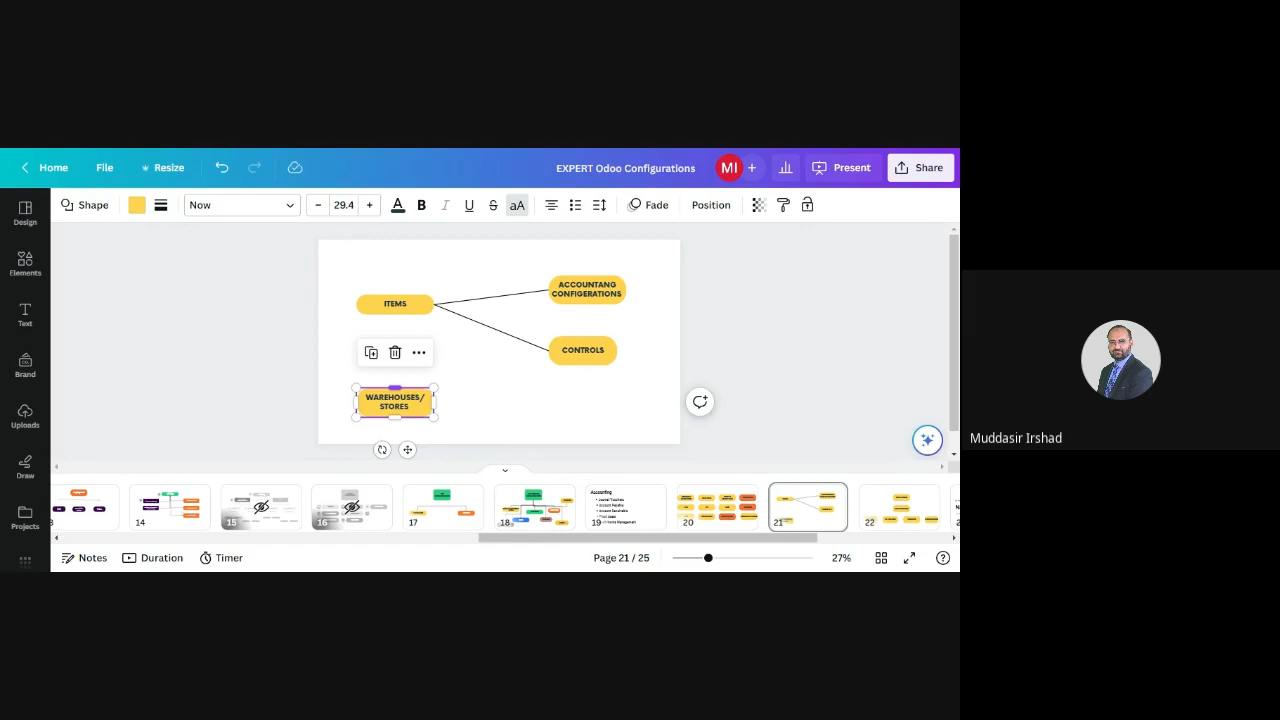 Home
File
Resize
EXPERT Odoo Configurations
MI
+
Present
Share
Design
Elements
Text
Brand
Uploads
Draw
Projects
Shape
Now
− 29.4 +
A
B
I
U
S
aA
Fade
Position
ITEMS
ACCOUNTANG
CONFIGERATIONS
CONTROLS
WAREHOUSES/
STORES
14
15
16
17
18
19
Accounting
20
21
22
Notes
Duration
Timer
Page 21 / 25
27%
Muddasir Irshad